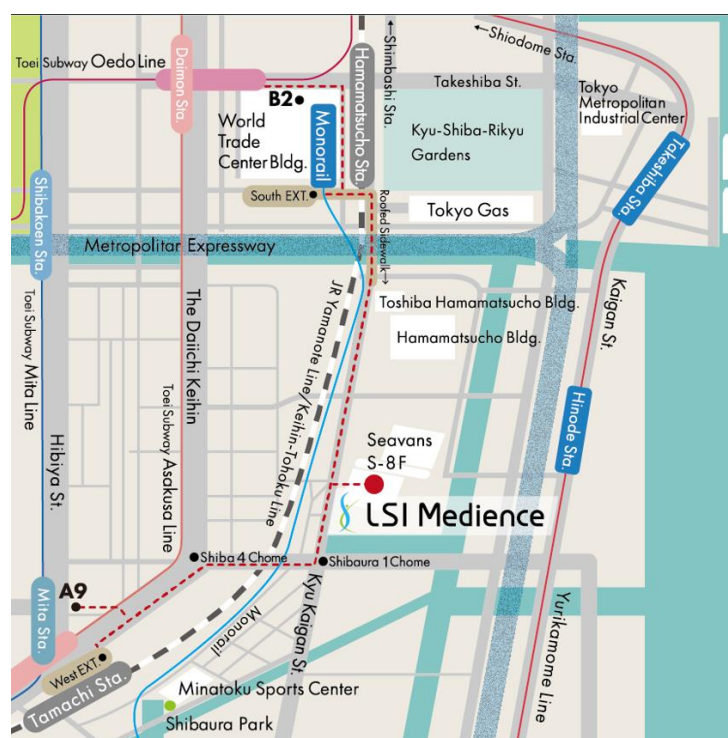 ←Shiodome Sta.
Toei Subway Oedo Line
Daimon Sta.
Hamamatsucho Sta.
←Shimbashi Sta.
Takeshiba St.
B2
Tokyo
Metropolitan
Industrial Center
World
Trade
Center Bldg.
Monorail
Kyu-Shiba-Rikyu
Gardens
Takeshiba Sta.
Shibakoen Sta.
South EXT.
Tokyo Gas
Roofed Sidewalk→
Metropolitan Expressway
Kaigan St.
Toei Subway Mita Line
The Daiichi Keihin
JR Yamanote Line/Keihin-Tohoku Line
Toshiba Hamamatsucho Bldg.
Hamamatsucho Bldg.
Toei Subway Asakusa Line
Hinode Sta.
Hibiya St.
Seavans
S-8F
LSI Medience
Shiba 4 Chome
Shibaura 1Chome
A9
Mita Sta.
Monorail
Kyu Kaigan St.
Yurikamome Line
West EXT.
Tamachi Sta.
Minatoku Sports Center
Shibaura Park